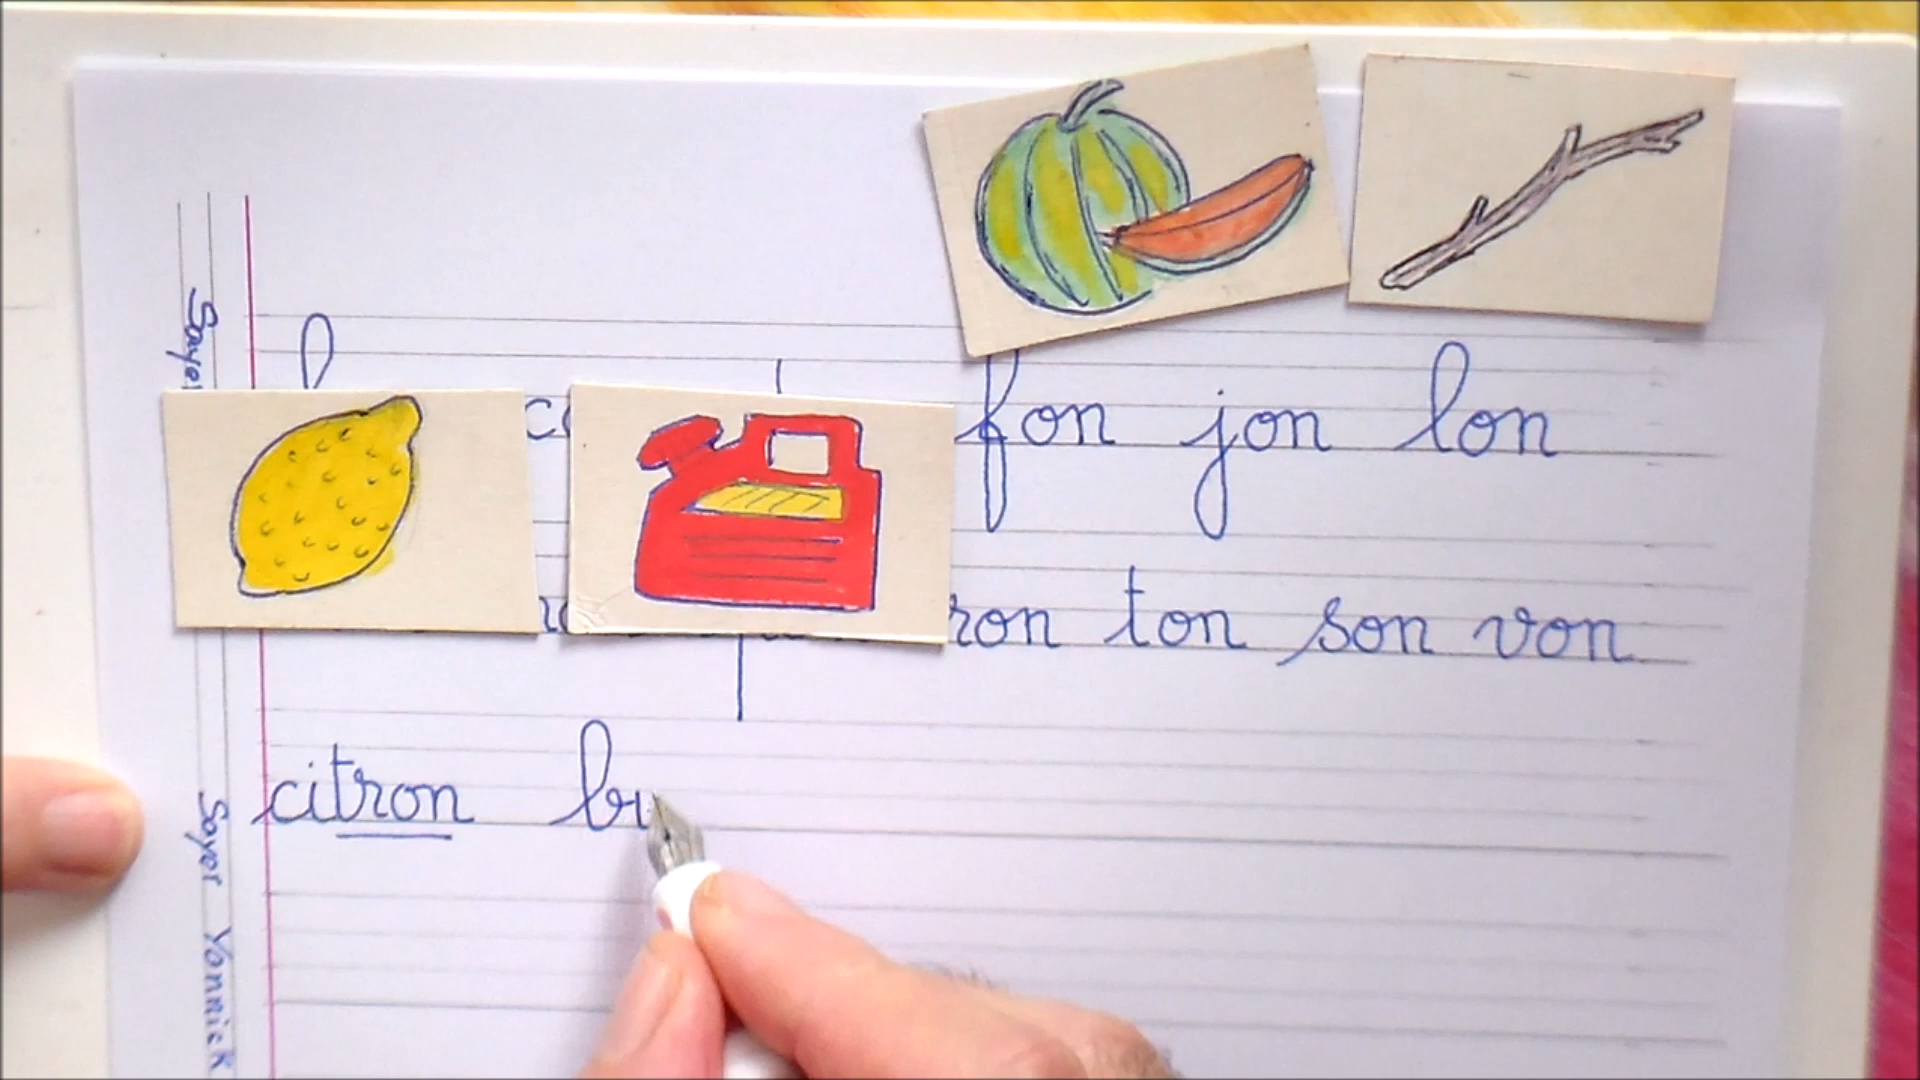 fon jon lon
ron ton son von
citron bi
Sayer Yannick